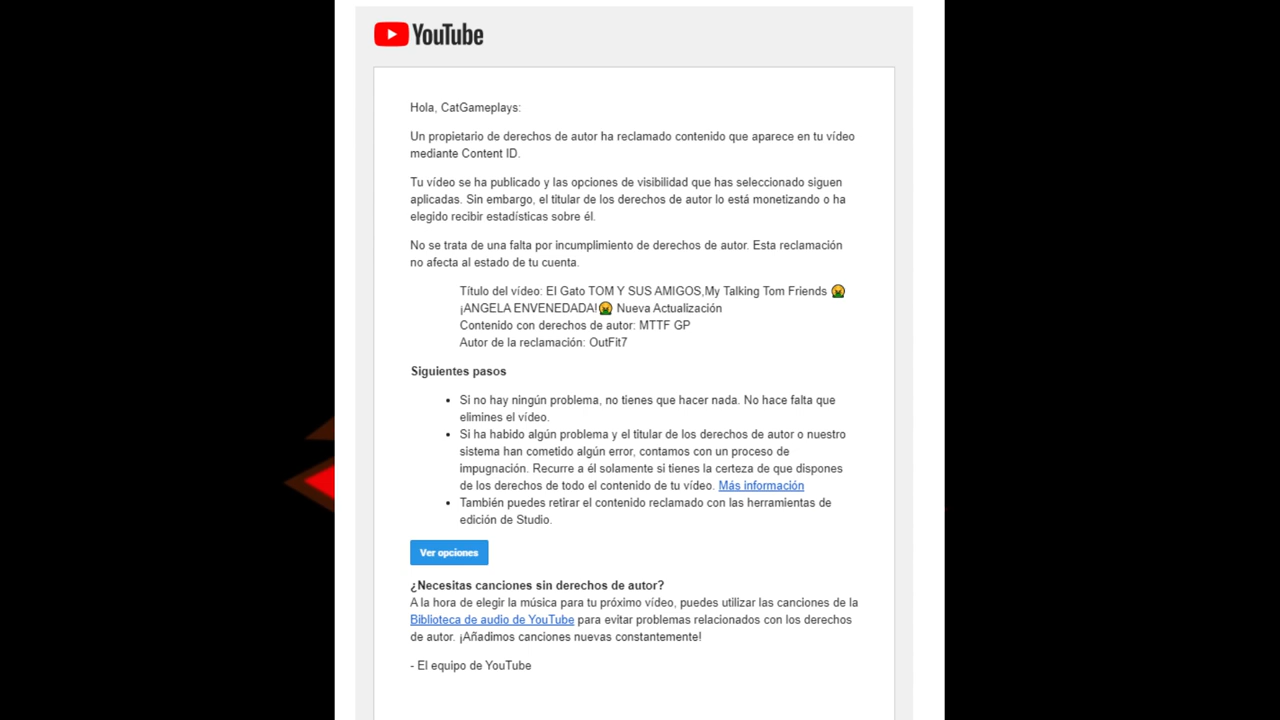 YouTube
Hola, CatGameplays:
Un propietario de derechos de autor ha reclamado contenido que aparece en tu vídeo
mediante Content ID.
Tu vídeo se ha publicado y las opciones de visibilidad que has seleccionado siguen
aplicadas. Sin embargo, el titular de los derechos de autor lo está monetizando o ha
elegido recibir estadísticas sobre él.
No se trata de una falta por incumplimiento de derechos de autor. Esta reclamación
no afecta al estado de tu cuenta.
Título del vídeo: El Gato TOM Y SUS AMIGOS,My Talking Tom Friends 🤮
¡ANGELA ENVENEDADA!🤮 Nueva Actualización
Contenido con derechos de autor: MTTF GP
Autor de la reclamación: OutFit7
Siguientes pasos
• Si no hay ningún problema, no tienes que hacer nada. No hace falta que
elimines el vídeo.
• Si ha habido algún problema y el titular de los derechos de autor o nuestro
sistema han cometido algún error, contamos con un proceso de
impugnación. Recurre a él solamente si tienes la certeza de que dispones
de los derechos de todo el contenido de tu vídeo. Más información
• También puedes retirar el contenido reclamado con las herramientas de
edición de Studio.
Ver opciones
¿Necesitas canciones sin derechos de autor?
A la hora de elegir la música para tu próximo vídeo, puedes utilizar las canciones de la
Biblioteca de audio de YouTube para evitar problemas relacionados con los derechos
de autor. ¡Añadimos canciones nuevas constantemente!
- El equipo de YouTube